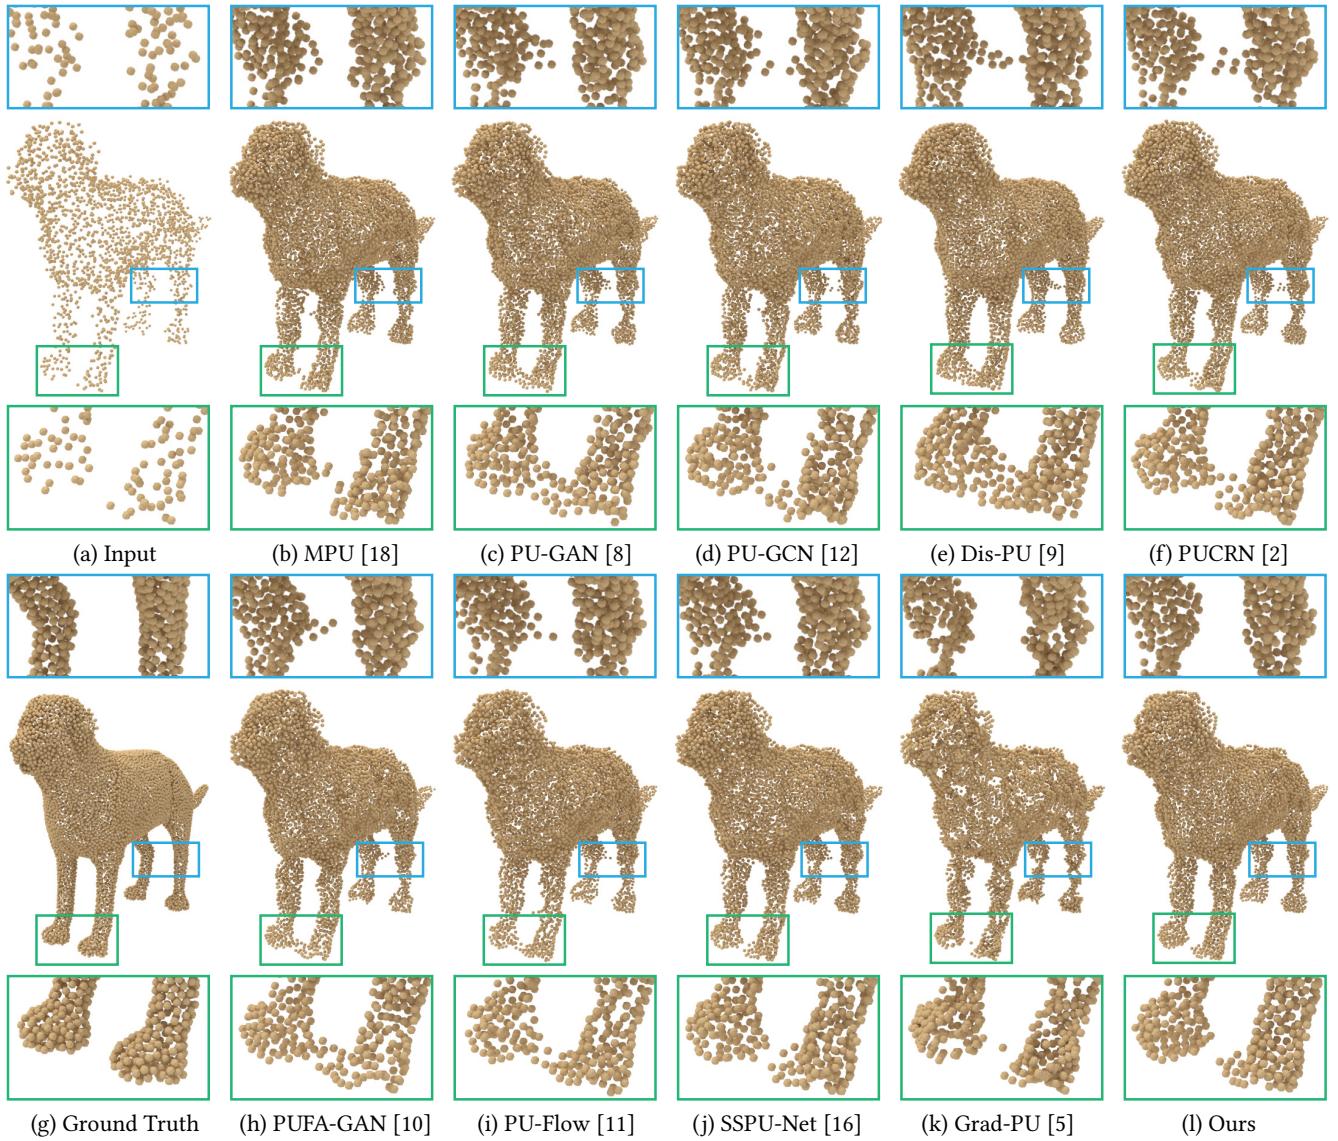 (a) Input
(b) MPU [18]
(c) PU-GAN [8]
(d) PU-GCN [12]
(e) Dis-PU [9]
(f) PUCRN [2]
(g) Ground Truth
(h) PUFA-GAN [10]
(i) PU-Flow [11]
(j) SSPU-Net [16]
(k) Grad-PU [5]
(l) Ours